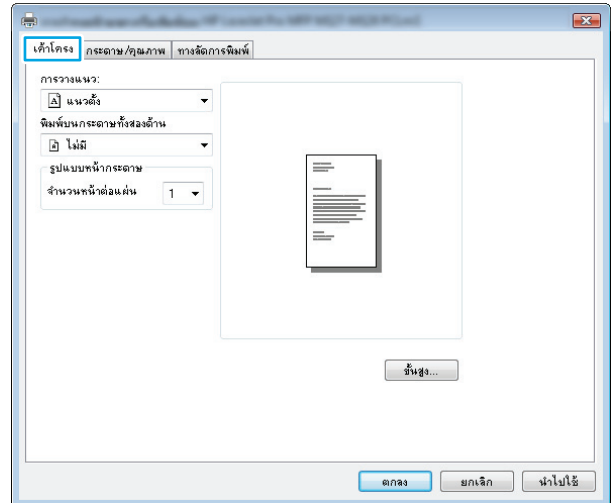 เค้าโครง กระดาษ/คุณภาพ ทางลัดการพิมพ์
การวางแนว:
แนวตั้ง
พิมพ์บนกระดาษทั้งสองด้าน
ไม่มี
รูปแบบหน้ากระดาษ
จำนวนหน้าต่อแผ่น 1
ขั้นสูง...
ตกลง ยกเลิก นำไปใช้